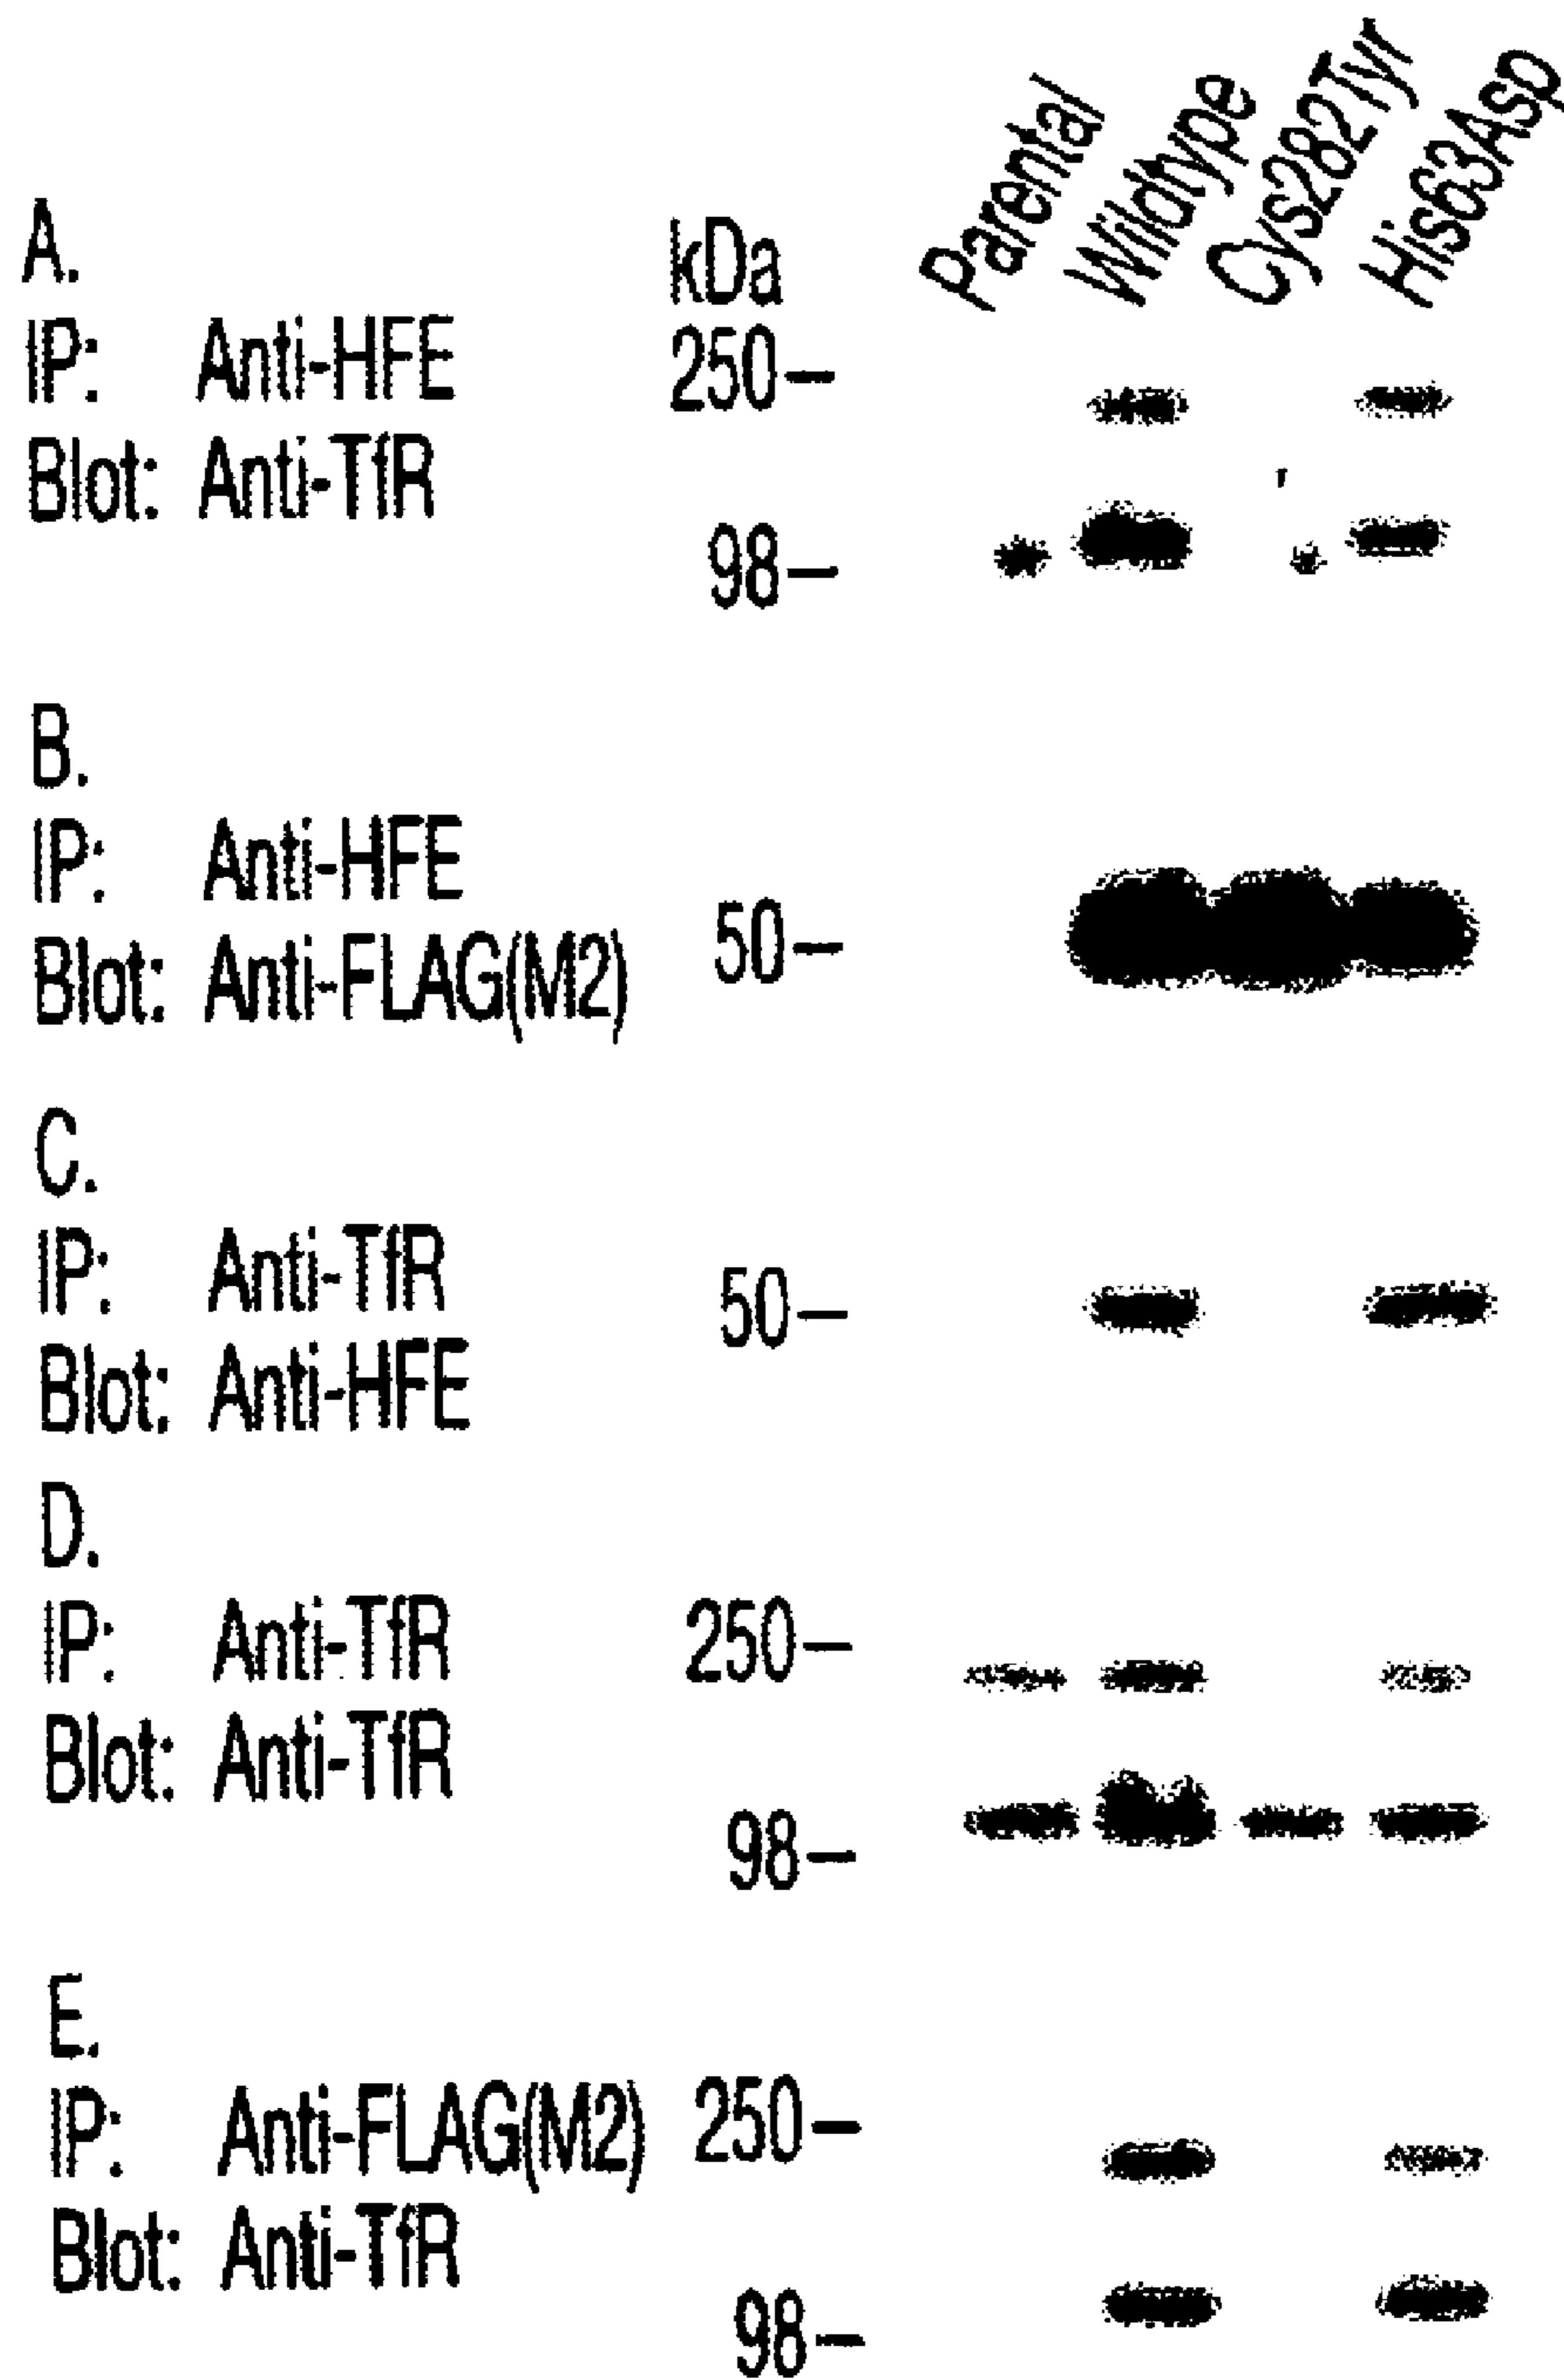 Parental Wildtype Cys282Tyr His63Asp
A.
kDa
IP: Anti-HFE 250–
Blot: Anti-TfR
98–
B.
IP: Anti-HFE
50–
Blot: Anti-FLAG(M2)
C.
IP: Anti-TfR 50–
Blot: Anti-HFE
D.
IP: Anti-TfR 250–
Blot: Anti-TfR
98–
E.
IP: Anti-FLAG(M2) 250–
Blot: Anti-TfR
98–